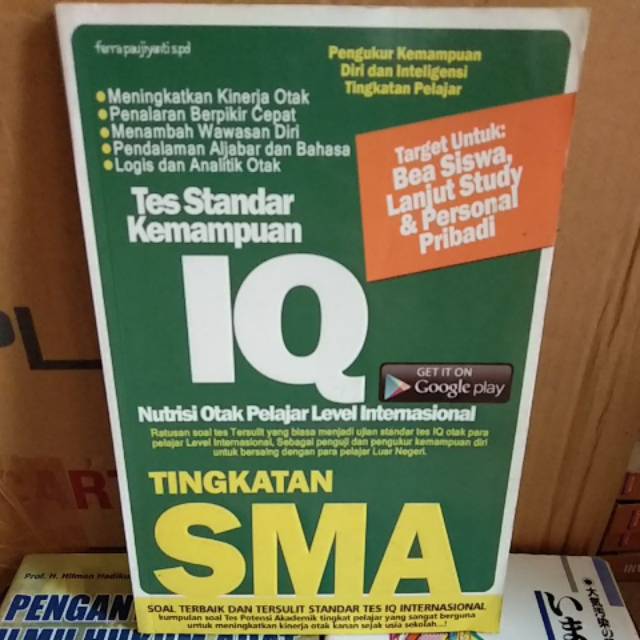 ferra paujiyanti s.pd
Pengukur Kemampuan
Diri dan Inteligensi
Tingkatan Pelajar
•Meningkatkan Kinerja Otak
•Penalaran Berpikir Cepat
•Menambah Wawasan Diri
•Pendalaman Aljabar dan Bahasa
•Logis dan Analitik Otak
Target Untuk:
Bea Siswa,
Lanjut Study
& Personal
Pribadi
Tes Standar
Kemampuan
IQ
GET IT ON
Google play
Nutrisi Otak Pelajar Level Internasional
Ratusan soal tes Tersulit yang biasa menjadi ujian standar tes IQ otak para
pelajar Level Internasional, Sebagai penguji dan pengukur kemampuan diri
untuk bersaing dengan para pelajar Luar Negeri.
TINGKATAN
SMA
SOAL TERBAIK DAN TERSULIT STANDAR TES IQ INTERNASIONAL
kumpulan soal Tes Potensi Akademik tingkat pelajar yang sangat berguna
untuk meningkatkan kinerja otak kanan sejak usia sekolah...!
Prof. H. Hilman Hadiku
PENGAN